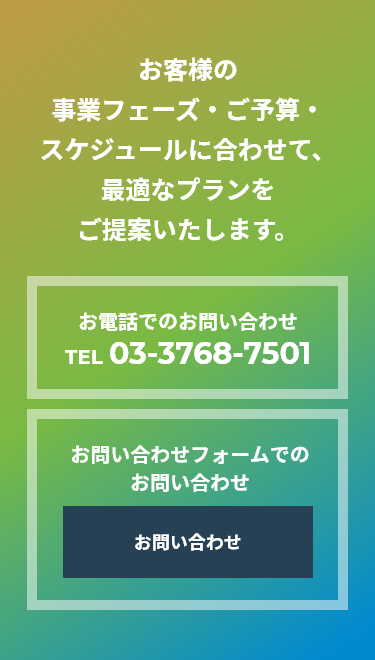 お客様の
事業フェーズ・ご予算・
スケジュールに合わせて、
最適なプランを
ご提案いたします。
お電話でのお問い合わせ
TEL 03-3768-7501
お問い合わせフォームでの
お問い合わせ
お問い合わせ